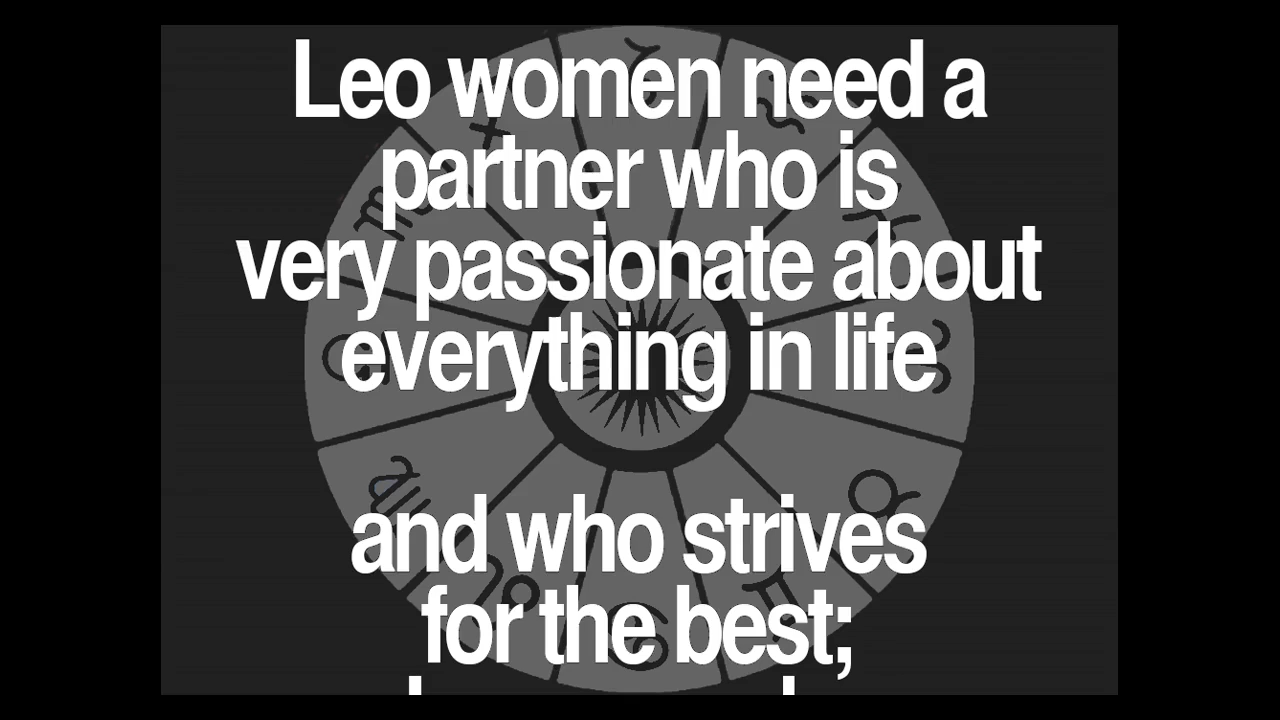 Leo women need a
partner who is
very passionate about
everything in life
and who strives
for the best;